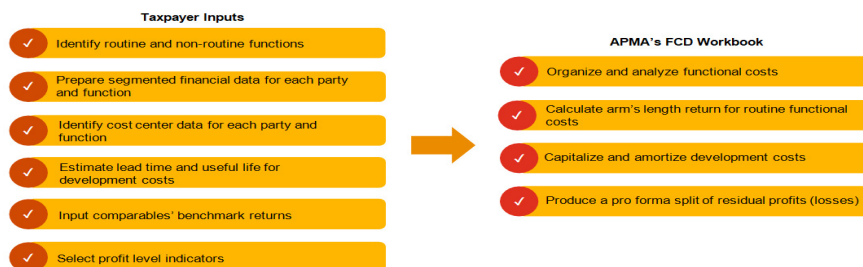 Taxpayer Inputs
Identify routine and non-routine functions
Prepare segmented financial data for each party
and function
Identify cost center data for each party and
function
Estimate lead time and useful life for
development costs
Input comparables' benchmark returns
Select profit level indicators
APMA's FCD Workbook
Organize and analyze functional costs
Calculate arm's length return for routine functional
costs
Capitalize and amortize development costs
Produce a pro forma split of residual profits (losses)